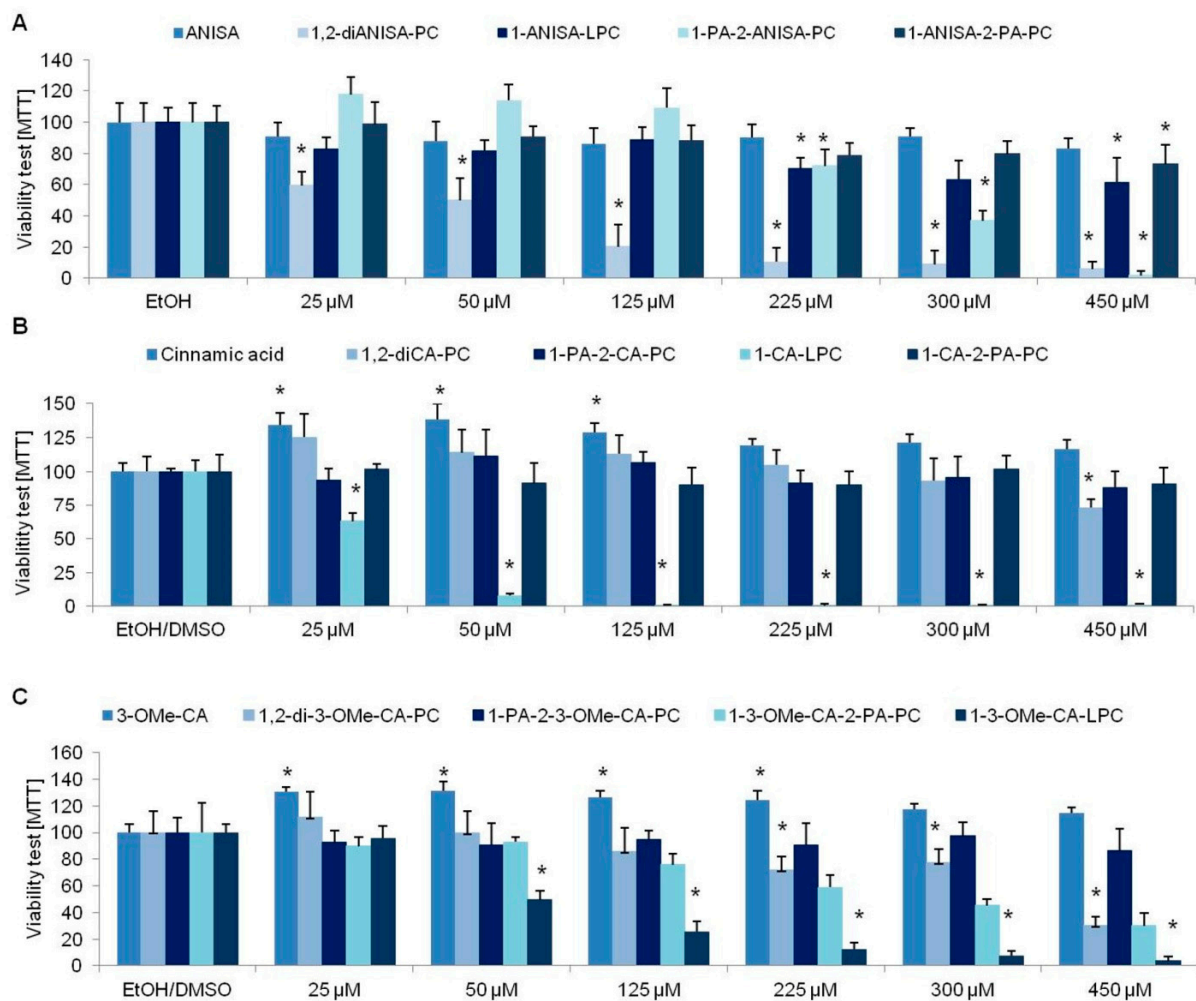 A
ANISA 1,2-diANISA-PC 1-ANISA-LPC 1-PA-2-ANISA-PC 1-ANISA-2-PA-PC
Viability test [MTT]
140
120
100
80
60
40
20
0
* * * * * * * * * * * *
EtOH 25 µM 50 µM 125 µM 225 µM 300 µM 450 µM
B
Cinnamic acid 1,2-diCA-PC 1-PA-2-CA-PC 1-CA-LPC 1-CA-2-PA-PC
Viablitity test [MTT]
150
125
100
75
50
25
0
* * * * * * * * * *
EtOH/DMSO 25 µM 50 µM 125 µM 225 µM 300 µM 450 µM
C
3-OMe-CA 1,2-di-3-OMe-CA-PC 1-PA-2-3-OMe-CA-PC 1-3-OMe-CA-2-PA-PC 1-3-OMe-CA-LPC
Viability test [MTT]
160
140
120
100
80
60
40
20
0
* * * * * * * * * * * *
EtOH/DMSO 25 µM 50 µM 125 µM 225 µM 300 µM 450 µM